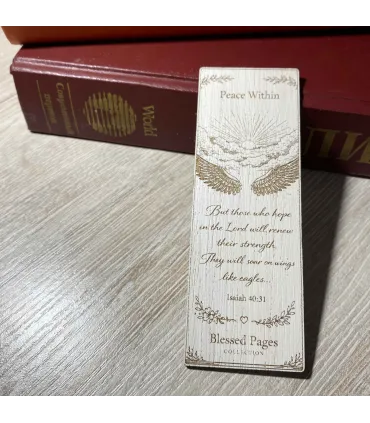 Peace Within
But those who hope
in the Lord will renew
their strength.
They will soar on wings
like eagles...
Isaiah 40:31
Blessed Pages
COLLECTION
World